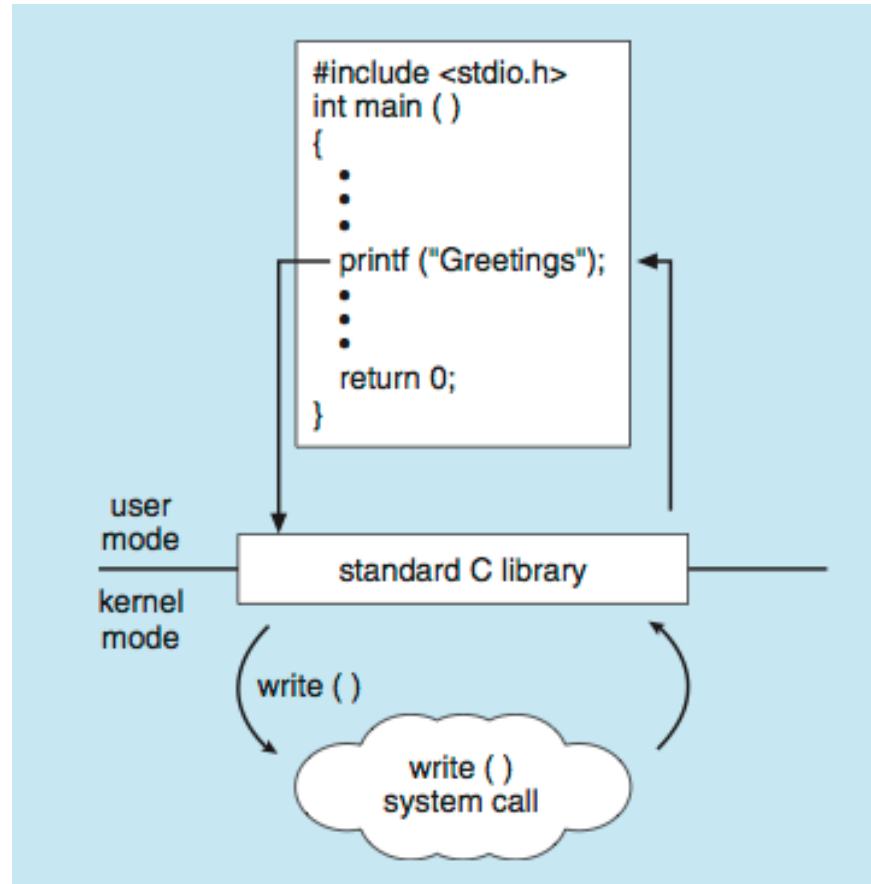 #include <stdio.h>
int main ( )
{
•
•
•
printf ("Greetings");
•
•
•
return 0;
}
user
mode
standard C library
kernel
mode
write ( )
write ( )
system call